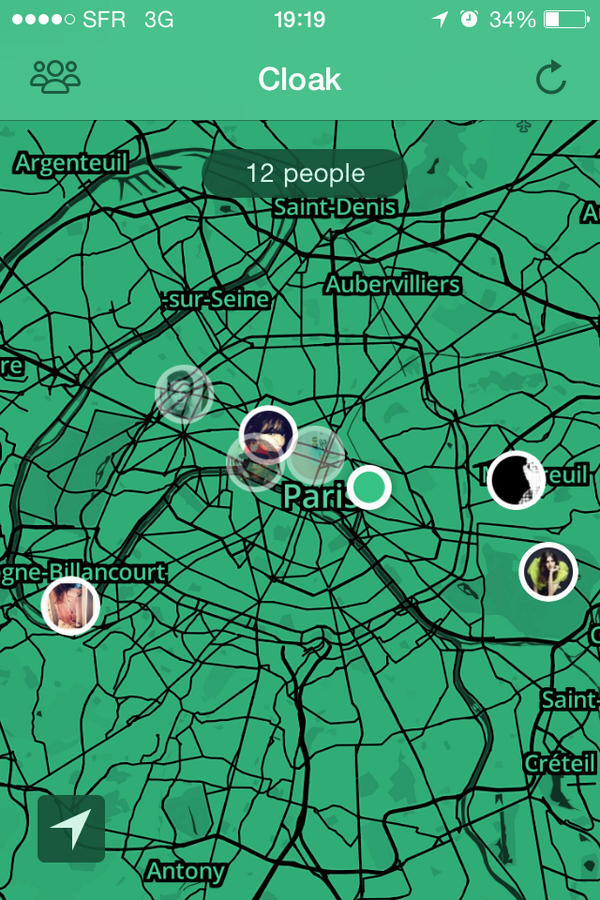 SFR 3G 19:19 34%
Cloak
Argenteuil
12 people
Saint-Denis
A
Aubervilliers
-sur-Seine
re
Paris
reuil
gne-Billancourt
Saint-
Créteil
Antony